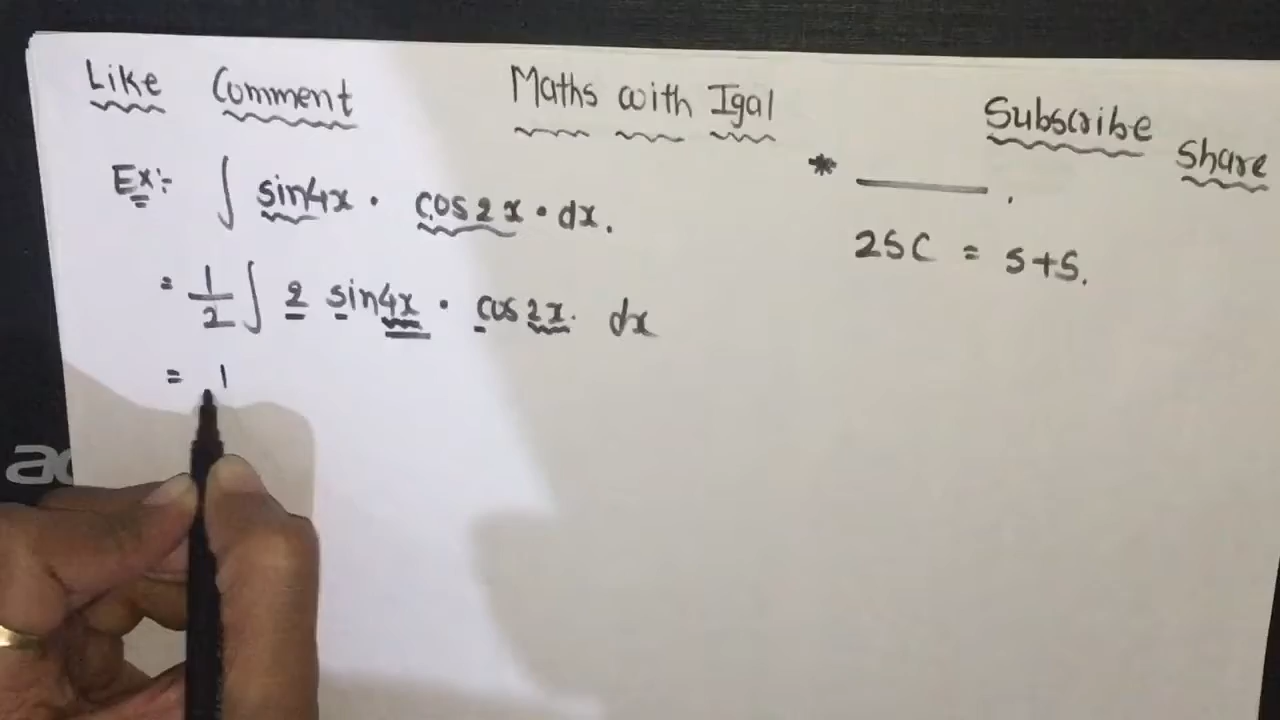 Like Comment Maths with Igal Subscribe Share
Ex:- ∫ sin4x · cos2x · dx.
* ____ .
2SC = S+S.
= 1/2 ∫ 2 sin4x · cos2x. dx
= 1